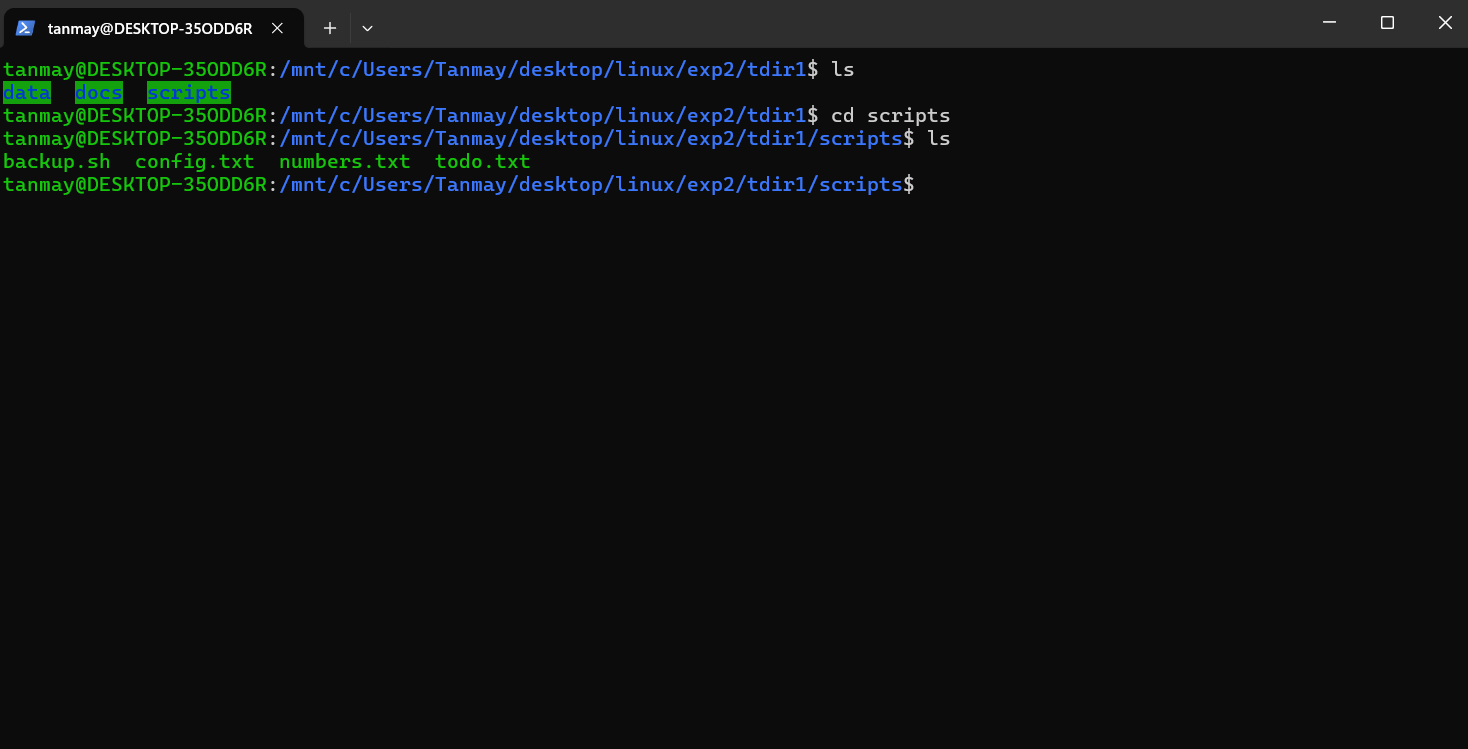 tanmay@DESKTOP-35ODD6R
tanmay@DESKTOP-35ODD6R:/mnt/c/Users/Tanmay/desktop/linux/exp2/tdir1$ ls
data  docs  scripts
tanmay@DESKTOP-35ODD6R:/mnt/c/Users/Tanmay/desktop/linux/exp2/tdir1$ cd scripts
tanmay@DESKTOP-35ODD6R:/mnt/c/Users/Tanmay/desktop/linux/exp2/tdir1/scripts$ ls
backup.sh  config.txt  numbers.txt  todo.txt
tanmay@DESKTOP-35ODD6R:/mnt/c/Users/Tanmay/desktop/linux/exp2/tdir1/scripts$